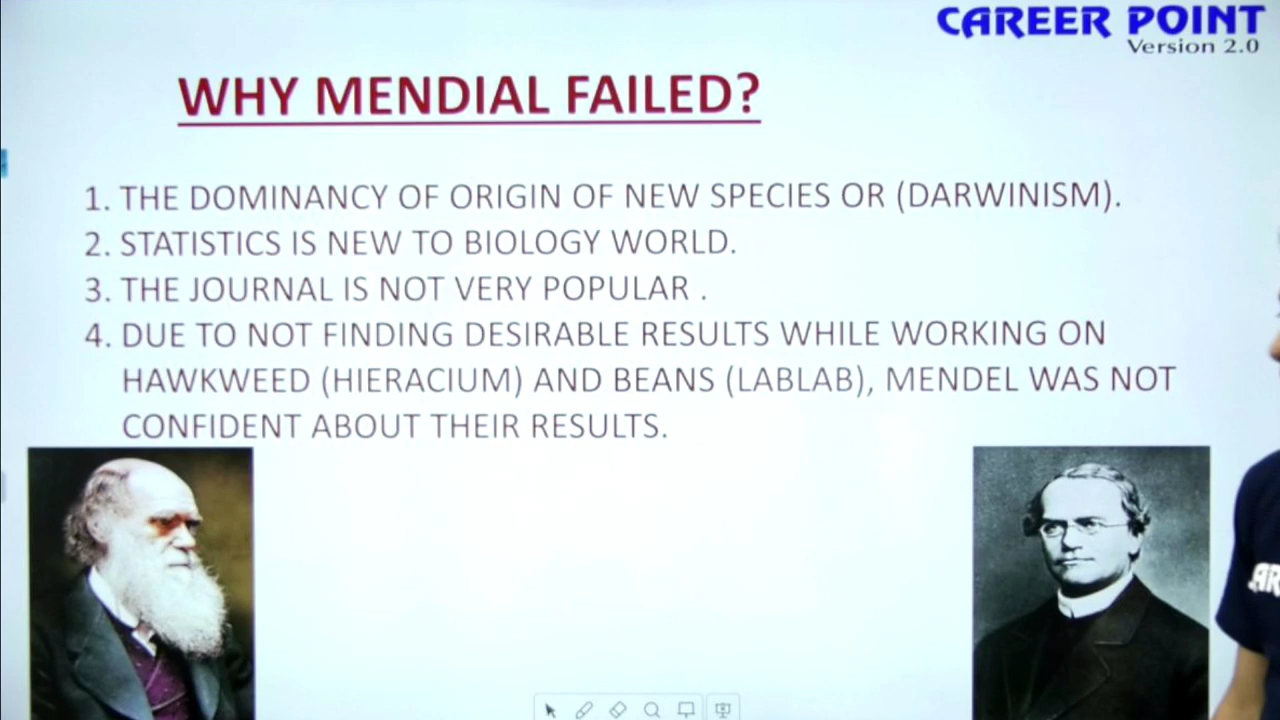 CAREER POINT
Version 2.0
WHY MENDIAL FAILED?
1. THE DOMINANCY OF ORIGIN OF NEW SPECIES OR (DARWINISM).
2. STATISTICS IS NEW TO BIOLOGY WORLD.
3. THE JOURNAL IS NOT VERY POPULAR .
4. DUE TO NOT FINDING DESIRABLE RESULTS WHILE WORKING ON
HAWKWEED (HIERACIUM) AND BEANS (LABLAB), MENDEL WAS NOT
CONFIDENT ABOUT THEIR RESULTS.